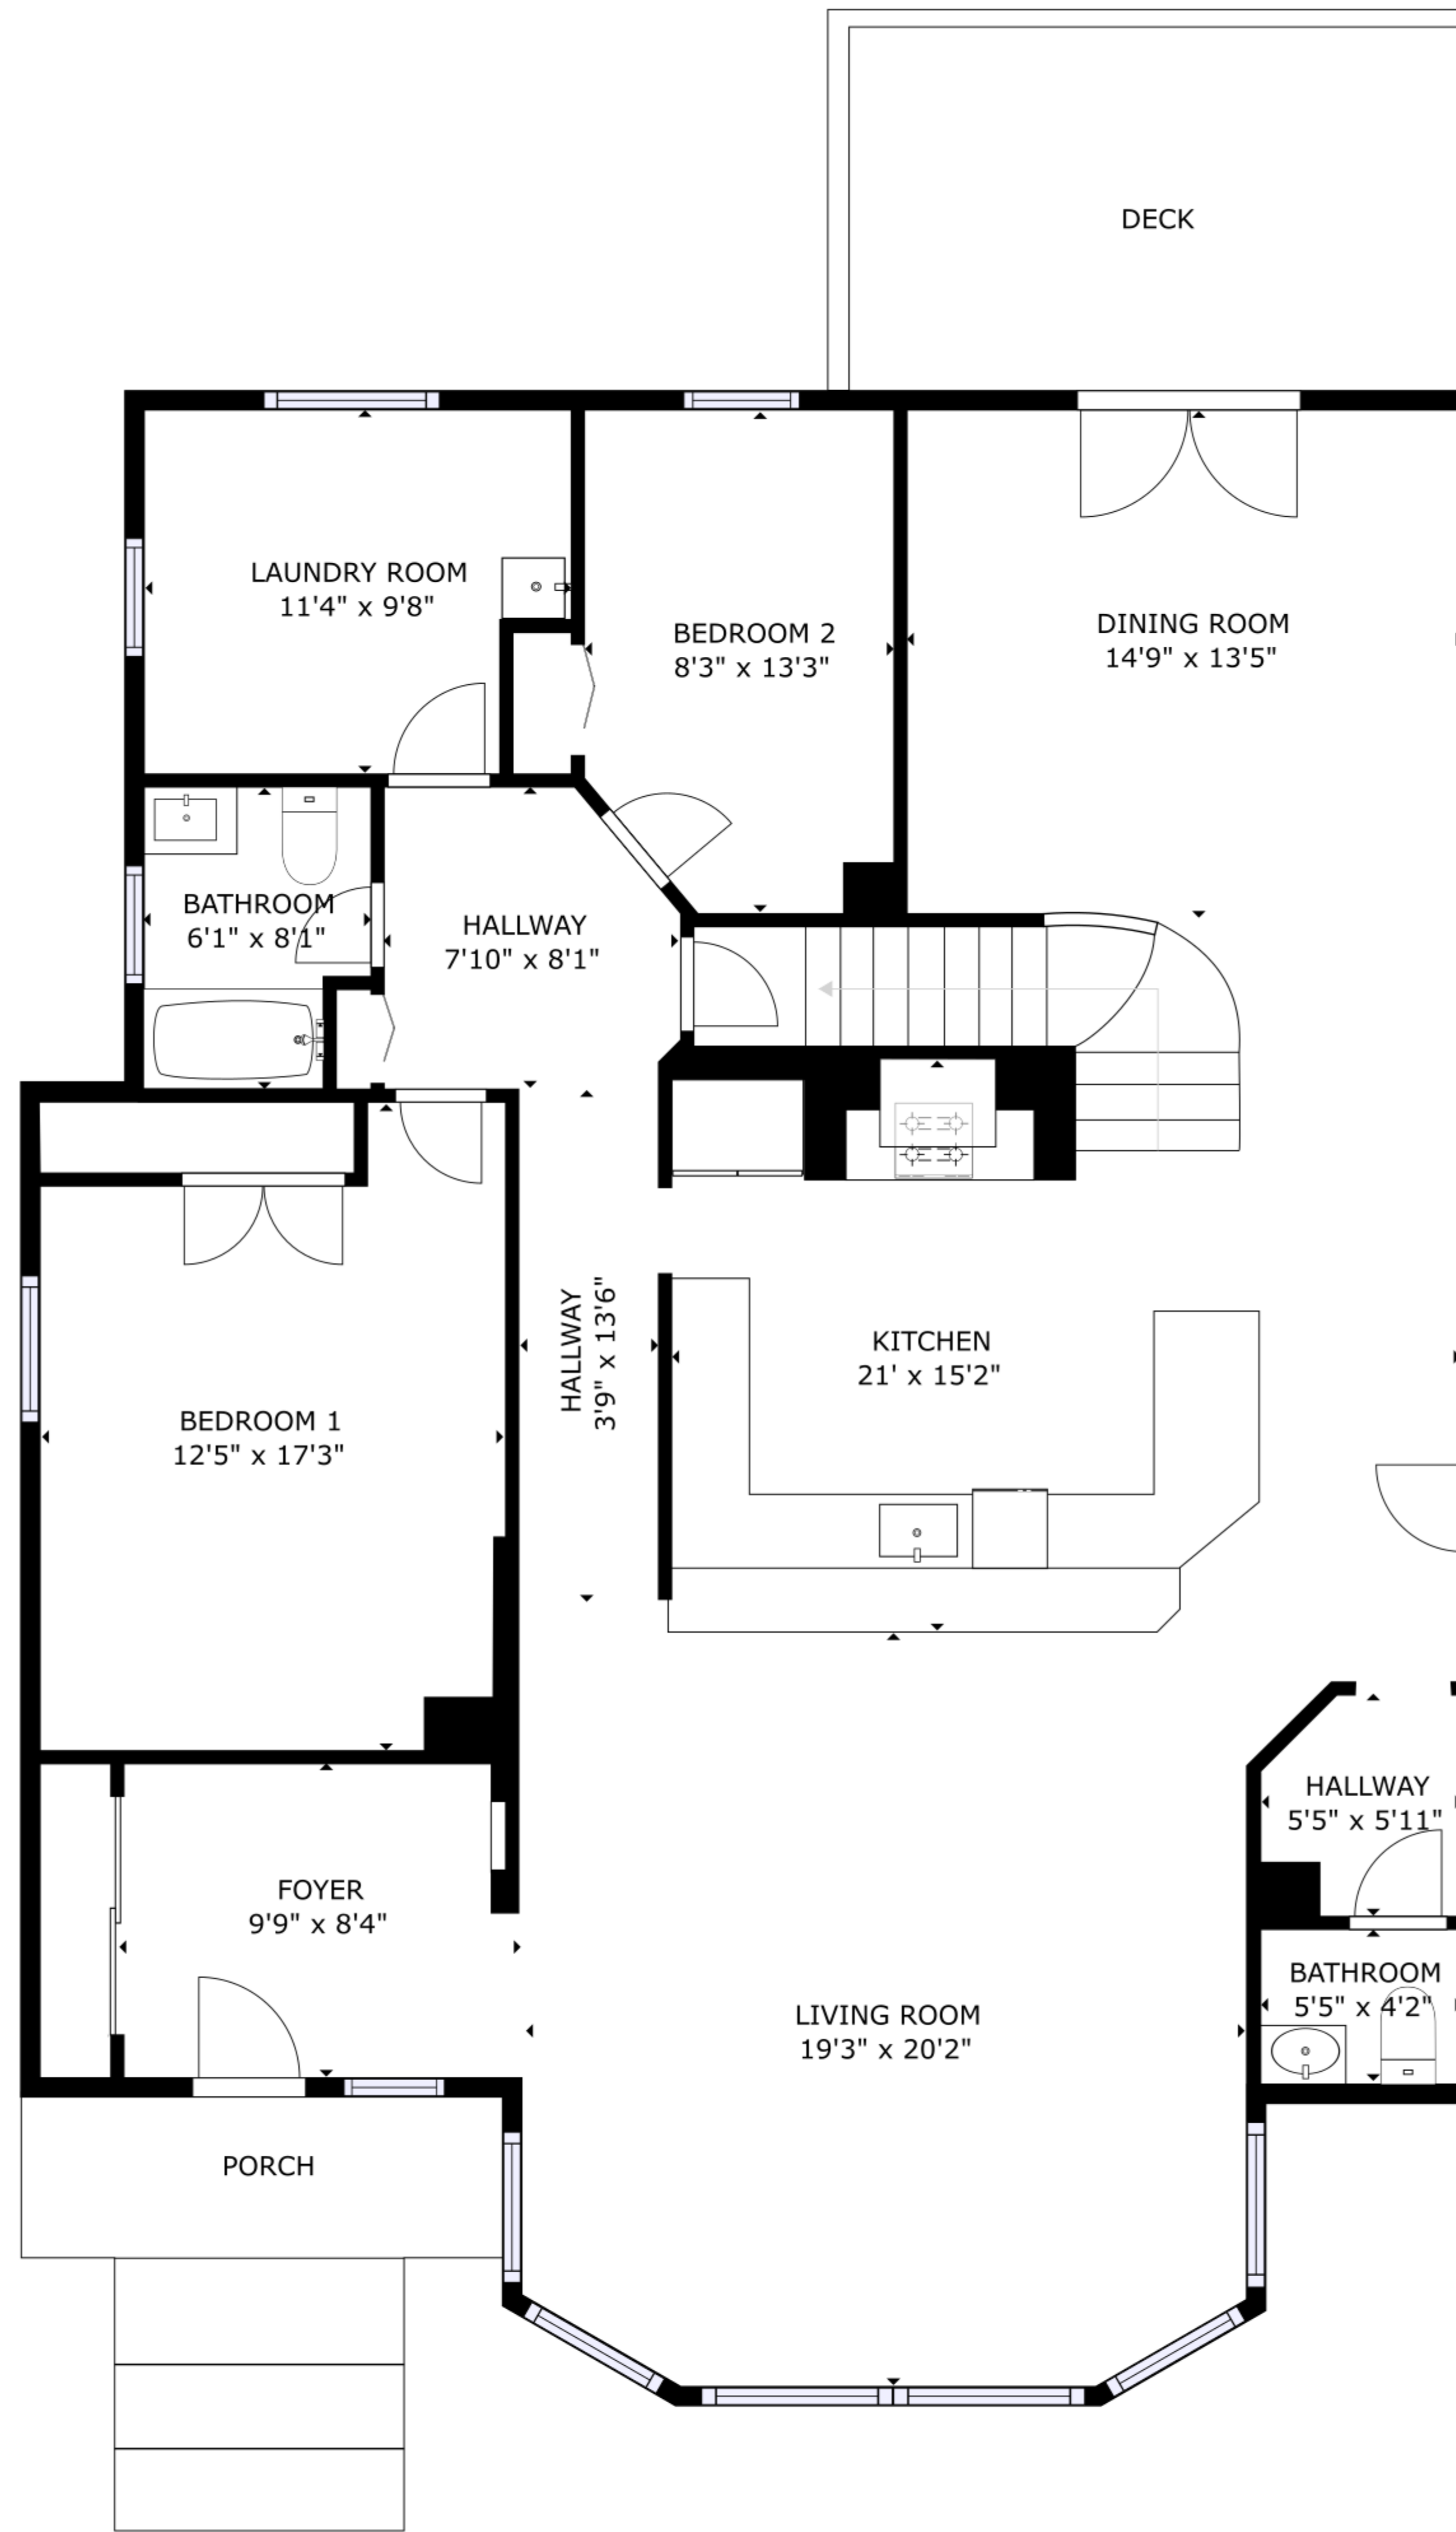 DECK
LAUNDRY ROOM
11'4" x 9'8"
BEDROOM 2
8'3" x 13'3"
DINING ROOM
14'9" x 13'5"
BATHROOM
6'1" x 8'1"
HALLWAY
7'10" x 8'1"
HALLWAY
3'9" x 13'6"
KITCHEN
21' x 15'2"
BEDROOM 1
12'5" x 17'3"
HALLWAY
5'5" x 5'11"
FOYER
9'9" x 8'4"
BATHROOM
5'5" x 4'2"
LIVING ROOM
19'3" x 20'2"
PORCH